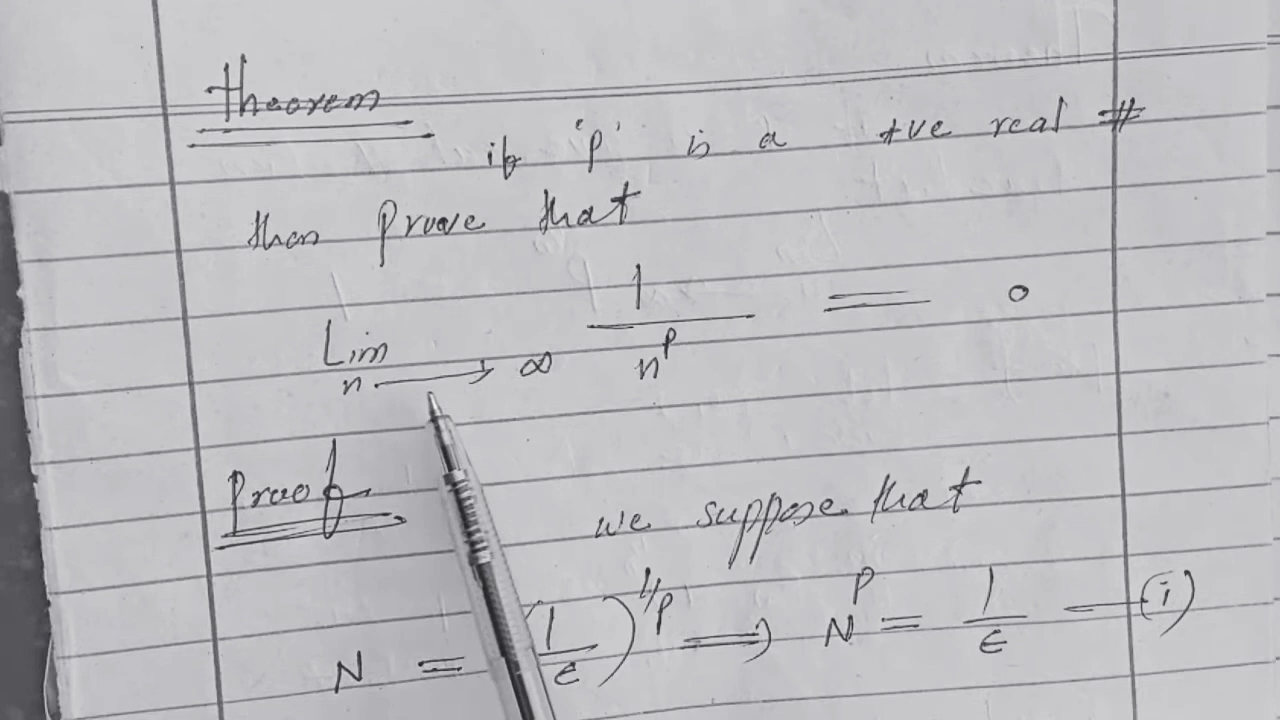 Theorem
if 'p' is a +ve real #
then prove that
Lim n → ∞ 1/n^p = 0
Proof we suppose that
N = (1/ε)^1/p ⟹ N^p = 1/ε —(i)